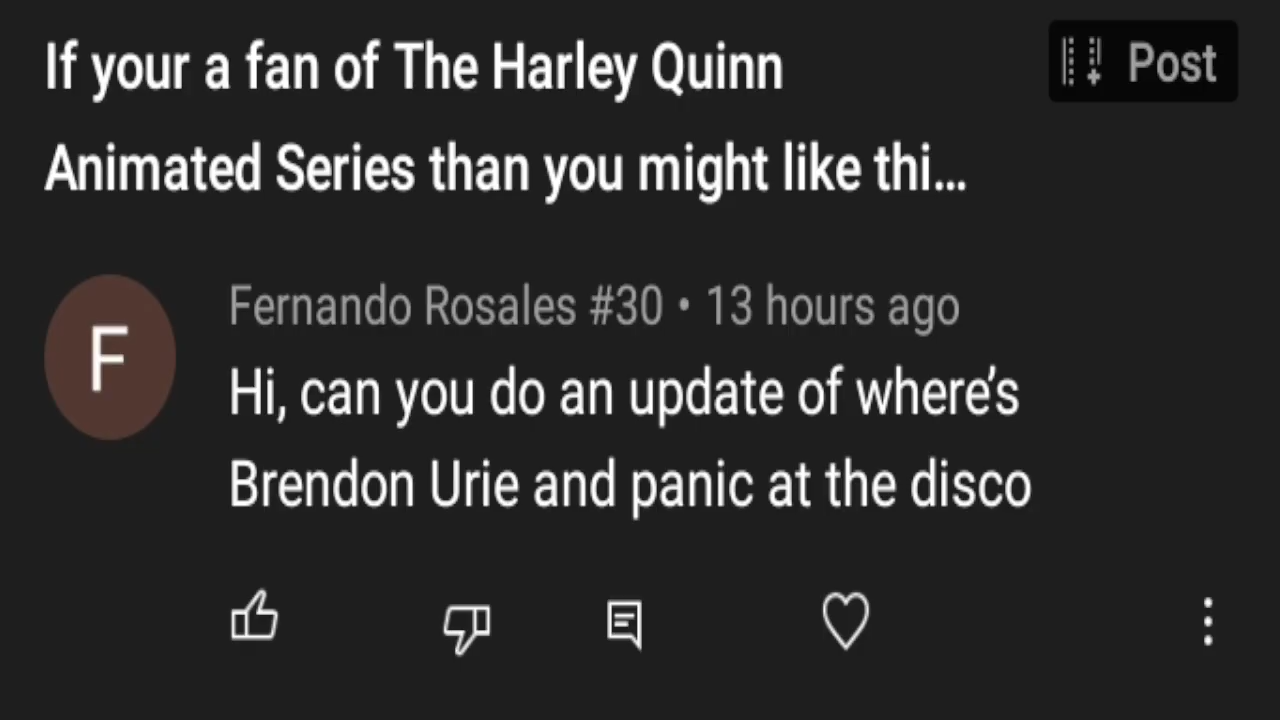 If your a fan of The Harley Quinn
Post
Animated Series than you might like thi...
F
Fernando Rosales #30 • 13 hours ago
Hi, can you do an update of where's
Brendon Urie and panic at the disco